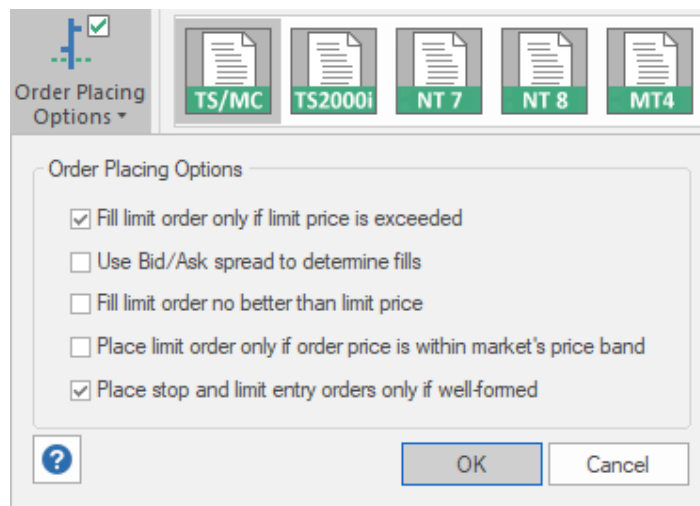 Order Placing
Options
TS/MC
TS2000i
NT 7
NT 8
MT4
Order Placing Options
Fill limit order only if limit price is exceeded
Use Bid/Ask spread to determine fills
Fill limit order no better than limit price
Place limit order only if order price is within market's price band
Place stop and limit entry orders only if well-formed
?
OK
Cancel